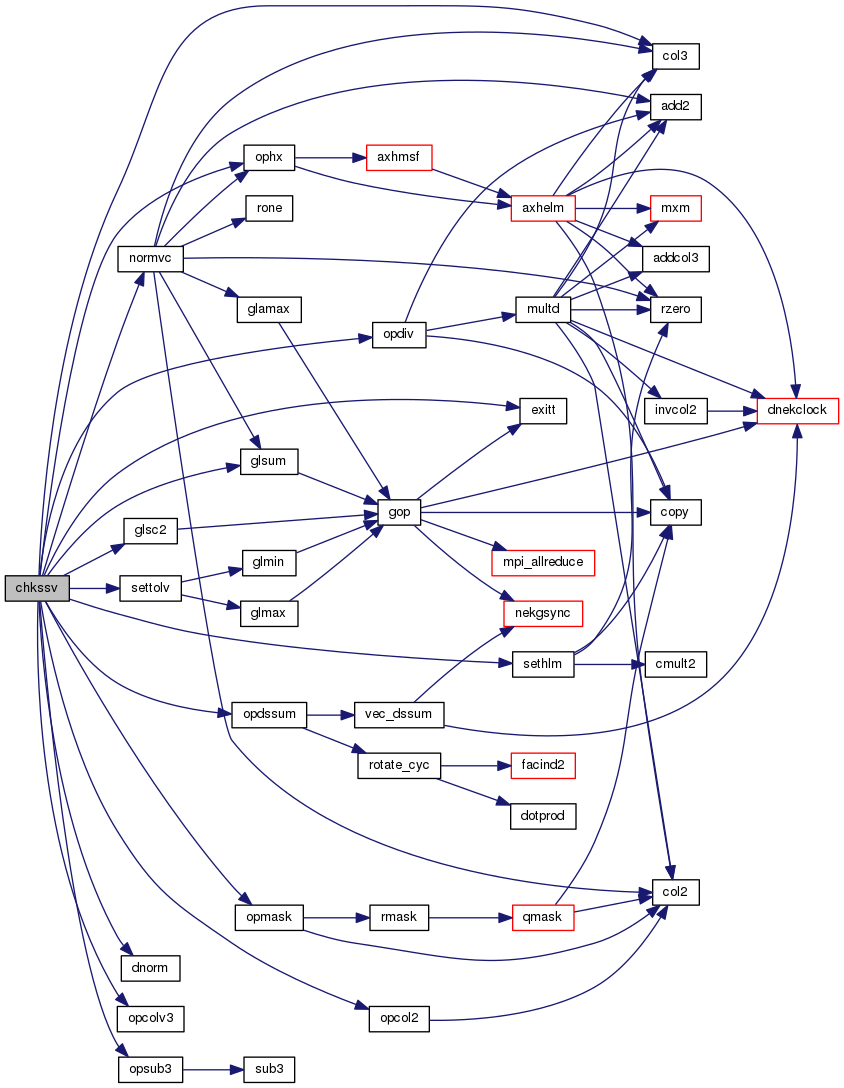 col3
add2
ophx
axhmsf
rone
axhelm
mxm
normvc
addcol3
glamax
multd
rzero
opdiv
exitt
invcol2
dnekclock
glsum
gop
copy
glsc2
glmin
mpi_allreduce
chkssv
settolv
glmax
nekgsync
sethlm
cmult2
opdssum
vec_dssum
rotate_cyc
facind2
dotprod
col2
opmask
rmask
qmask
dnorm
opcolv3
opcol2
opsub3
sub3